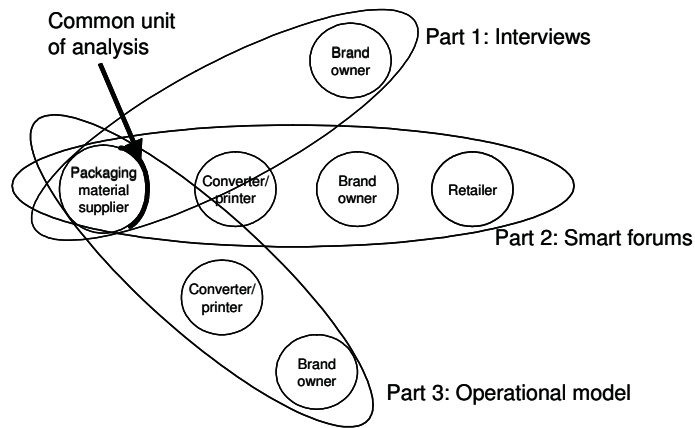 Common unit
of analysis
Brand
owner
Part 1: Interviews
Packaging
material
supplier
Converter/
printer
Brand
owner
Retailer
Part 2: Smart forums
Converter/
printer
Brand
owner
Part 3: Operational model